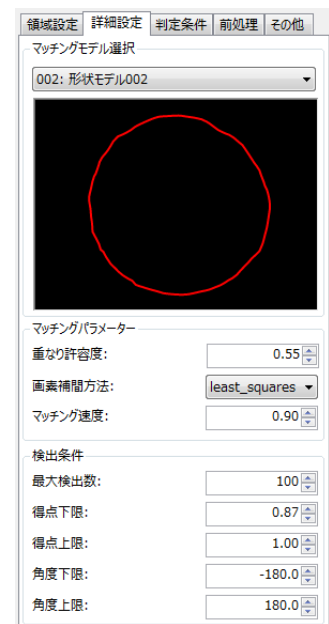 領域設定 詳細設定 判定条件 前処理 その他
マッチングモデル選択
002: 形状モデル002
マッチングパラメーター
重なり許容度: 0.55
画素補間方法: least_squares
マッチング速度: 0.90
検出条件
最大検出数: 100
得点下限: 0.87
得点上限: 1.00
角度下限: -180.0
角度上限: 180.0